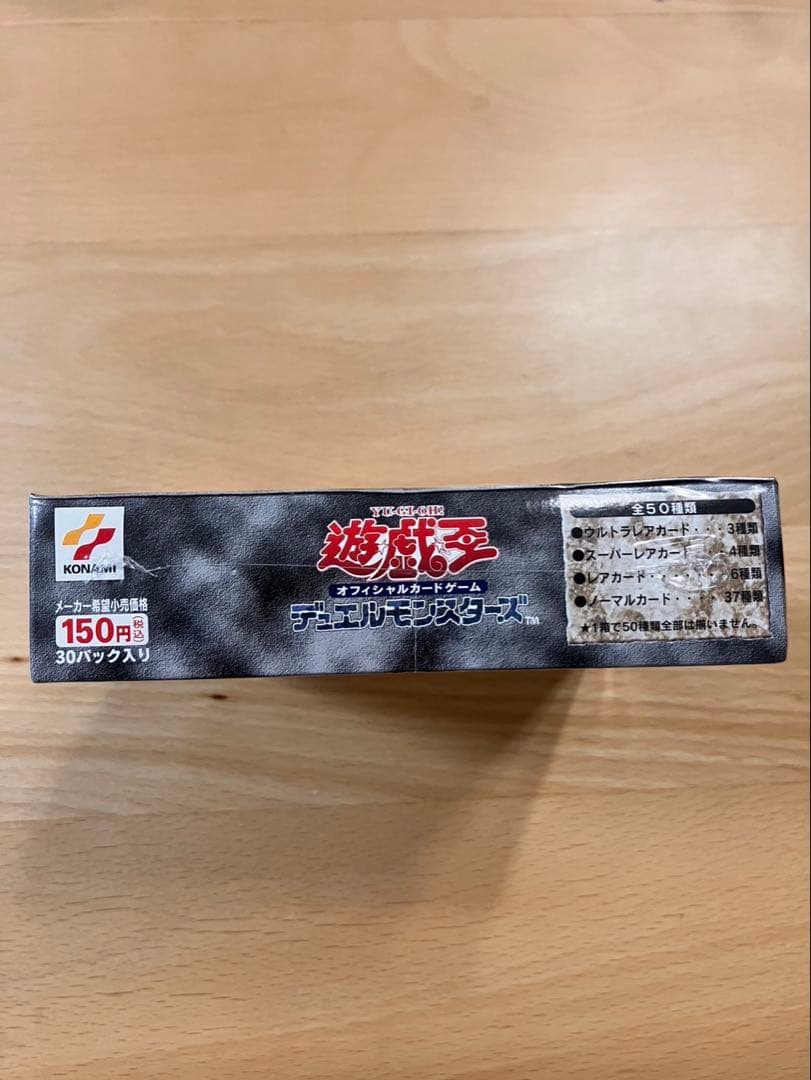 KONAMI
メーカー希望小売価格
150円(税込)
30パック入り
YU-GI-OH!
遊戯王
オフィシャルカードゲーム
デュエルモンスターズ™
全50種類
●ウルトラレアカード・・・3種類
●スーパーレアカード・・・4種類
●レアカード・・・・・・・6種類
●ノーマルカード・・・・37種類
★1箱で50種類全部は揃いません。